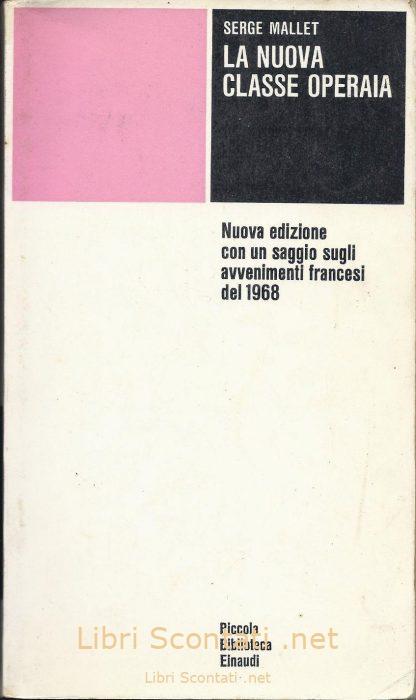 SERGE MALLET
LA NUOVA
CLASSE OPERAIA
Nuova edizione
con un saggio sugli
avvenimenti francesi
del 1968
Piccola
Biblioteca
Einaudi
Libri Scontati .net
Libri Scontati .net